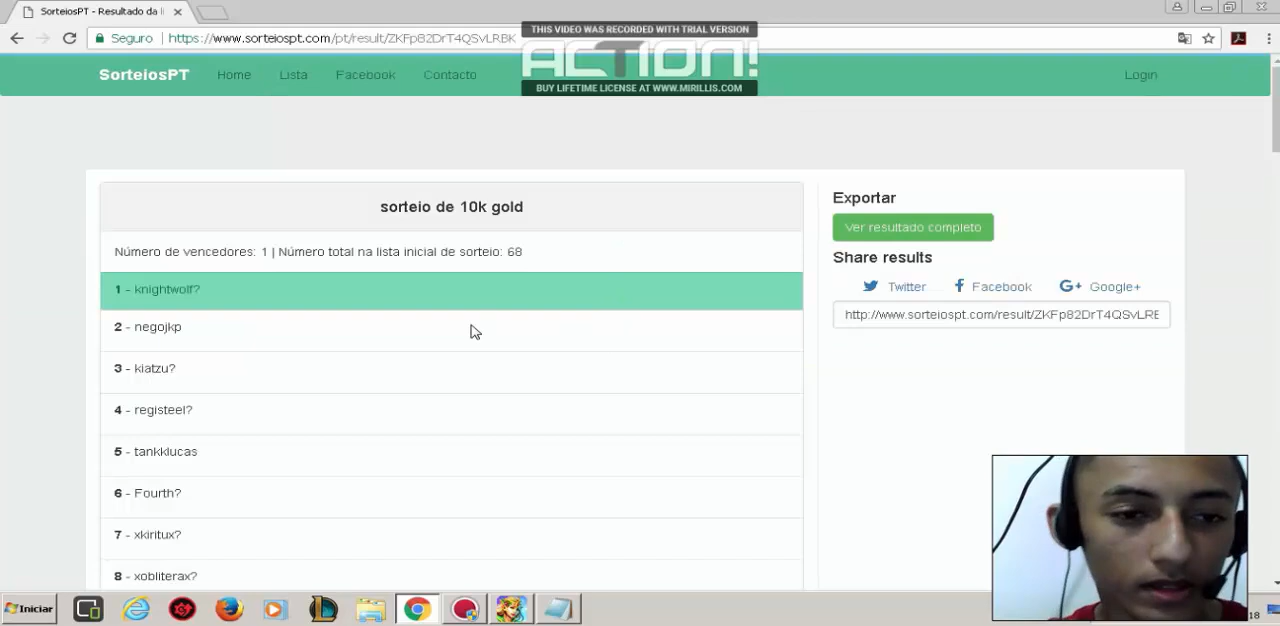 SorteiosPT - Resultado da li
Seguro | https://www.sorteiospt.com/pt/result/ZKFpB2DrT4QSvLRBK
THIS VIDEO WAS RECORDED WITH TRIAL VERSION
ACTION!
BUY LIFETIME LICENSE AT WWW.MIRILLIS.COM
SorteiosPT Home Lista Facebook Contacto Login
sorteio de 10k gold
Número de vencedores: 1 | Número total na lista inicial de sorteio: 68
1 - knightwolf?
2 - negojkp
3 - kiatzu?
4 - registeel?
5 - tankklucas
6 - Fourth?
7 - xkiritux?
8 - xobliterax?
Exportar
Ver resultado completo
Share results
Twitter Facebook Google+
http://www.sorteiospt.com/result/ZKFp82DrT4QSvLRE
Iniciar
18